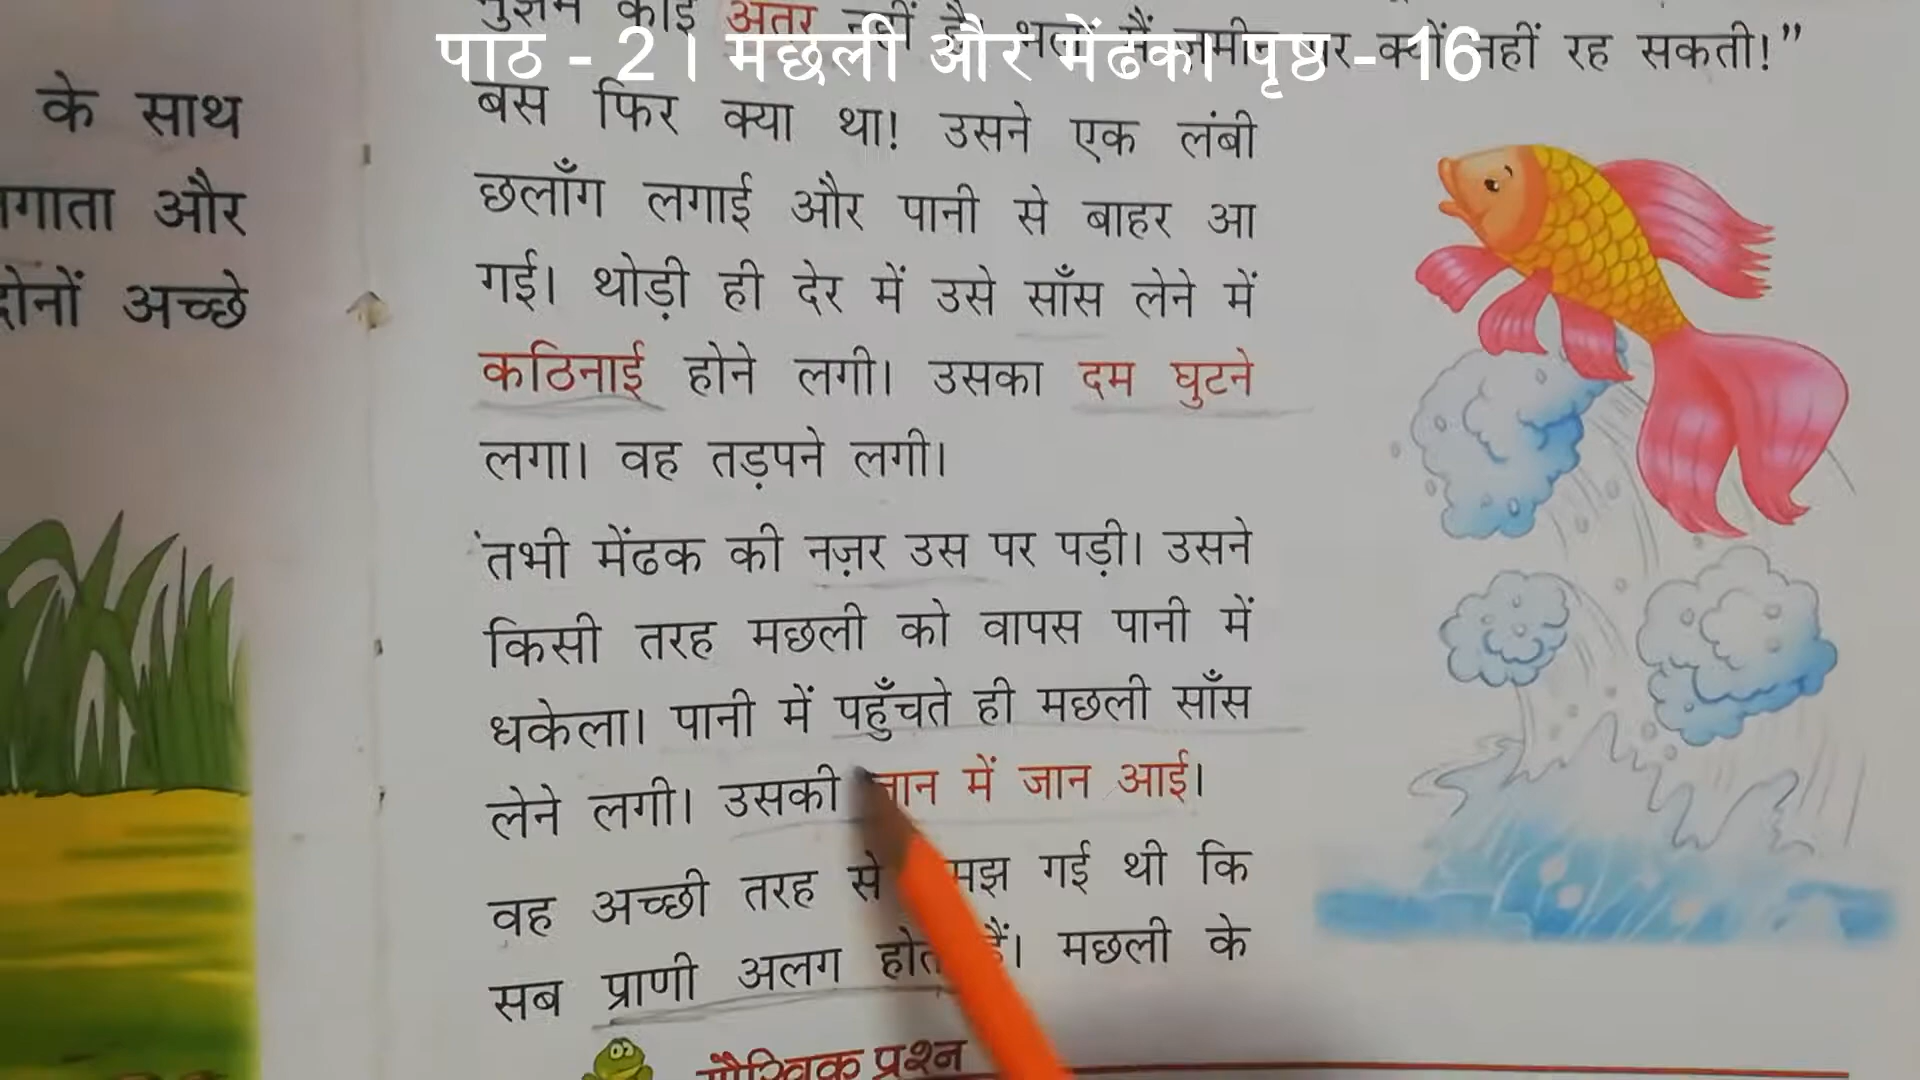 पाठ - 2। मछली और मेंढक। पृष्ठ - 16
के साथ
और
अच्छे
अंतर नहीं है। क्यों नहीं रह सकती!”
बस फिर क्या था! उसने एक लंबी
छलाँग लगाई और पानी से बाहर आ
गई। थोड़ी ही देर में उसे साँस लेने में
कठिनाई होने लगी। उसका दम घुटने
लगा। वह तड़पने लगी।
तभी मेंढक की नज़र उस पर पड़ी। उसने
किसी तरह मछली को वापस पानी में
धकेला। पानी में पहुँचते ही मछली साँस
लेने लगी। उसकी जान में जान आई।
वह अच्छी तरह से गई थी कि
सब प्राणी अलग हैं। मछली के
मौखिक प्रश्न